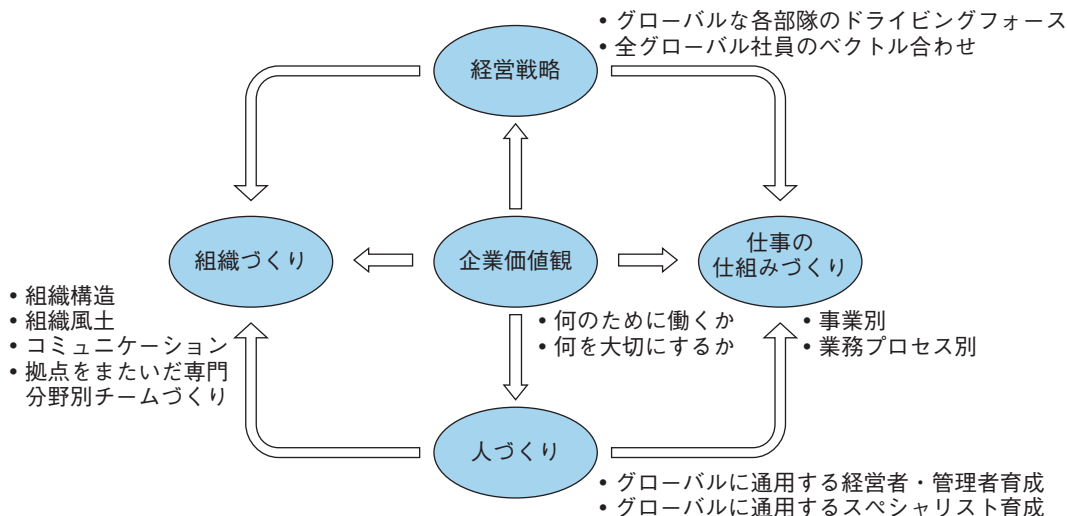 • グローバルな各部隊のドライビングフォース
• 全グローバル社員のベクトル合わせ
経営戦略
組織づくり
企業価値観
仕事の
仕組みづくり
• 組織構造
• 組織風土
• コミュニケーション
• 拠点をまたいだ専門
分野別チームづくり
• 何のために働くか
• 何を大切にするか
• 事業別
• 業務プロセス別
人づくり
• グローバルに通用する経営者・管理者育成
• グローバルに通用するスペシャリスト育成